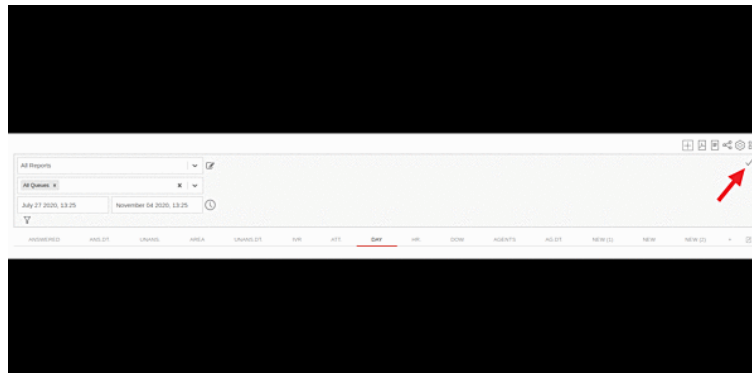 All Reports
All Queues x
July 27 2020, 13:25 November 04 2020, 13:25
ANSWERED ANS.DT. UNANS. AREA UNANS.DT. IVR ATT. DAY HR. DOW AGENTS AG.DT. NEW (1) NEW NEW (2) +